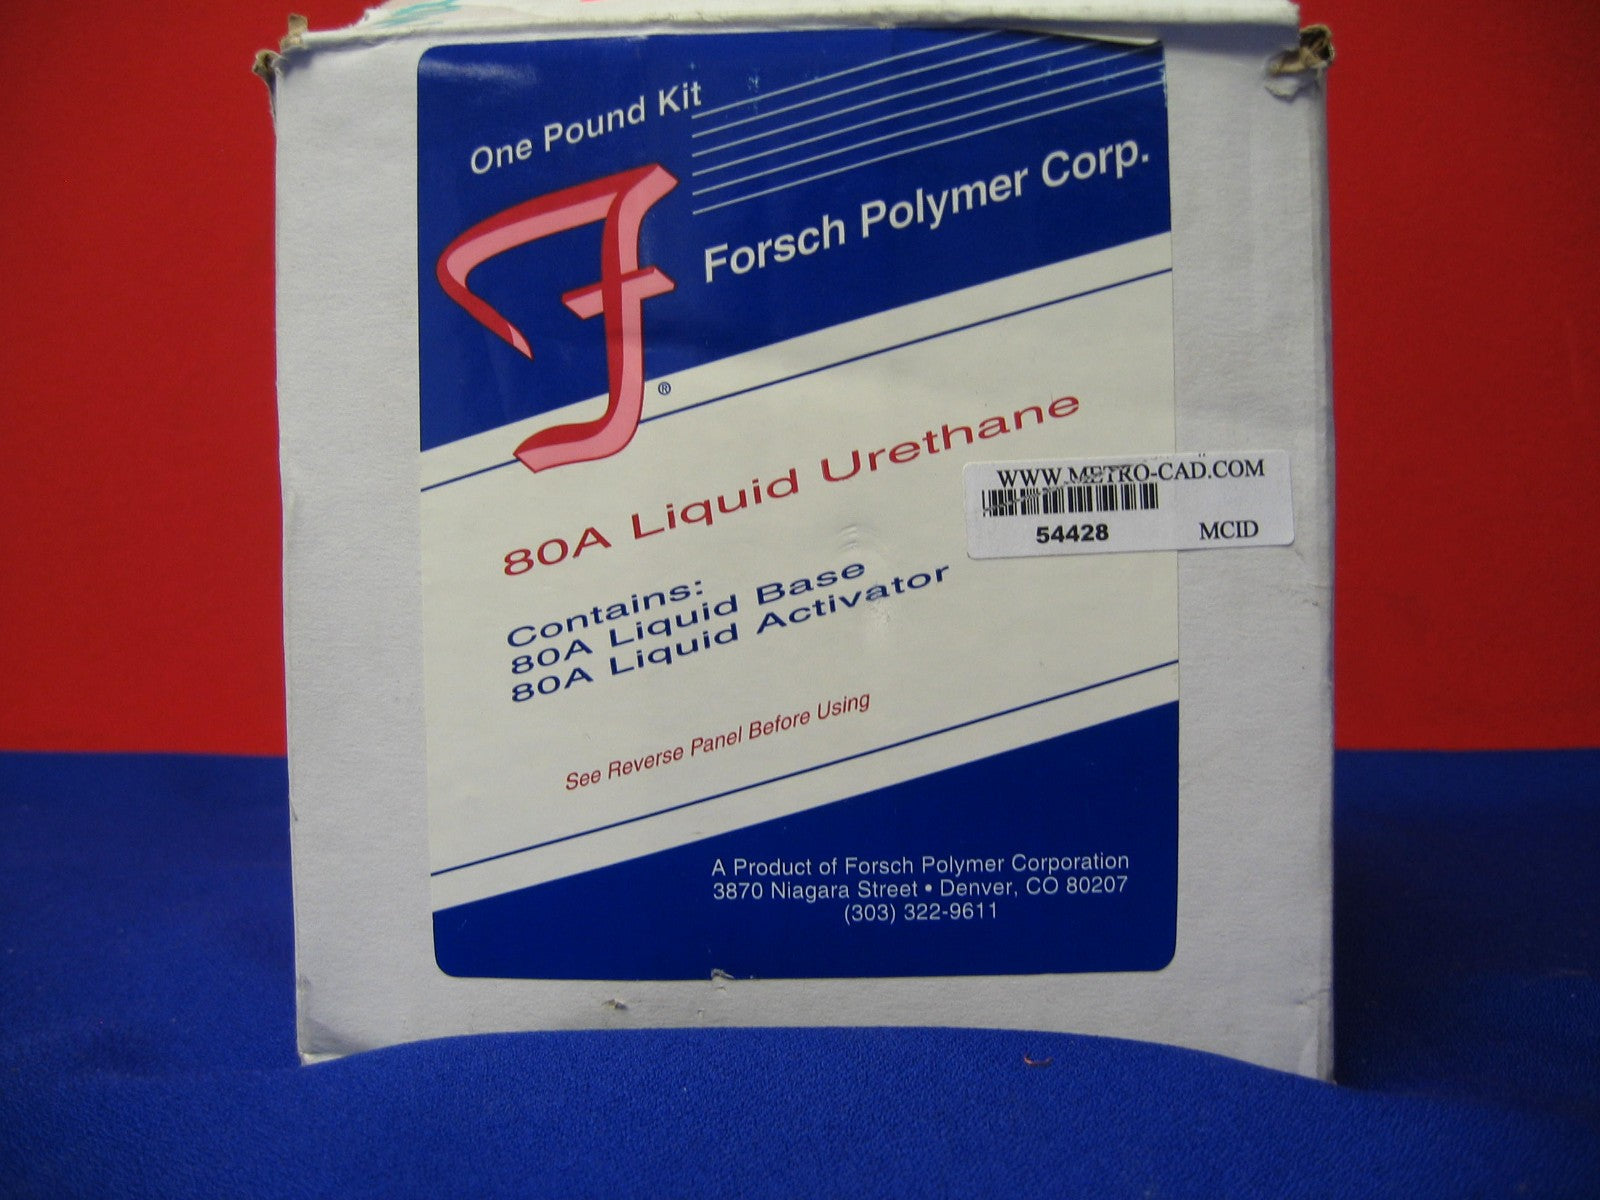 One Pound Kit
Forsch Polymer Corp.
F
®
80A Liquid Urethane
Contains:
80A Liquid Base
80A Liquid Activator
See Reverse Panel Before Using
A Product of Forsch Polymer Corporation
3870 Niagara Street • Denver, CO 80207
(303) 322-9611
WWW.METRO-CAD.COM
54428 MCID